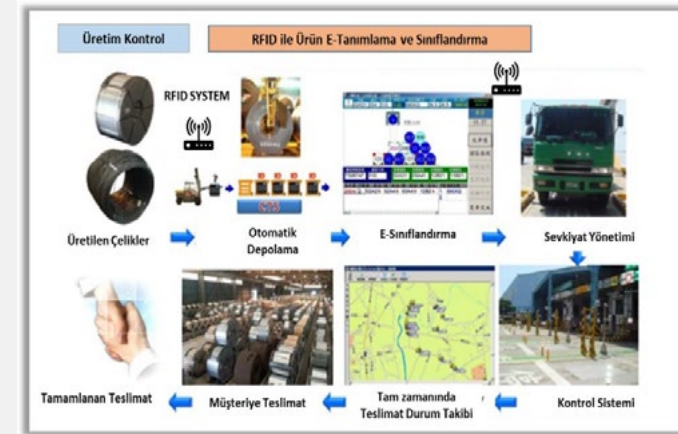 Üretim Kontrol
RFID ile Ürün E-Tanımlama ve Sınıflandırma
RFID SYSTEM
Üretilen Çelikler
Otomatik
Depolama
E-Sınıflandırma
Sevkiyat Yönetimi
Tamamlanan Teslimat
Müşteriye Teslimat
Tam zamanında
Teslimat Durum Takibi
Kontrol Sistemi